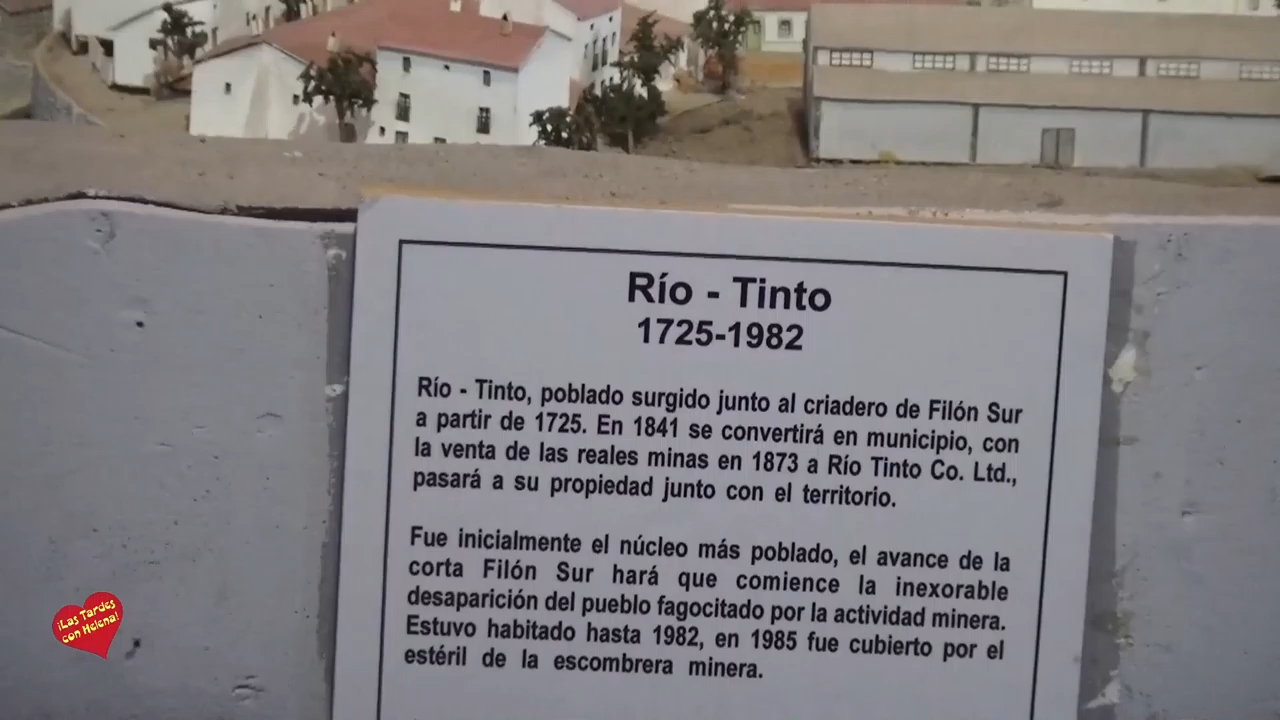 Río - Tinto
1725-1982
Río - Tinto, poblado surgido junto al criadero de Filón Sur
a partir de 1725. En 1841 se convertirá en municipio, con
la venta de las reales minas en 1873 a Río Tinto Co. Ltd.,
pasará a su propiedad junto con el territorio.
Fue inicialmente el núcleo más poblado, el avance de la
corta Filón Sur hará que comience la inexorable
desaparición del pueblo fagocitado por la actividad minera.
Estuvo habitado hasta 1982, en 1985 fue cubierto por el
estéril de la escombrera minera.
¡Las Tardes
con Helena!